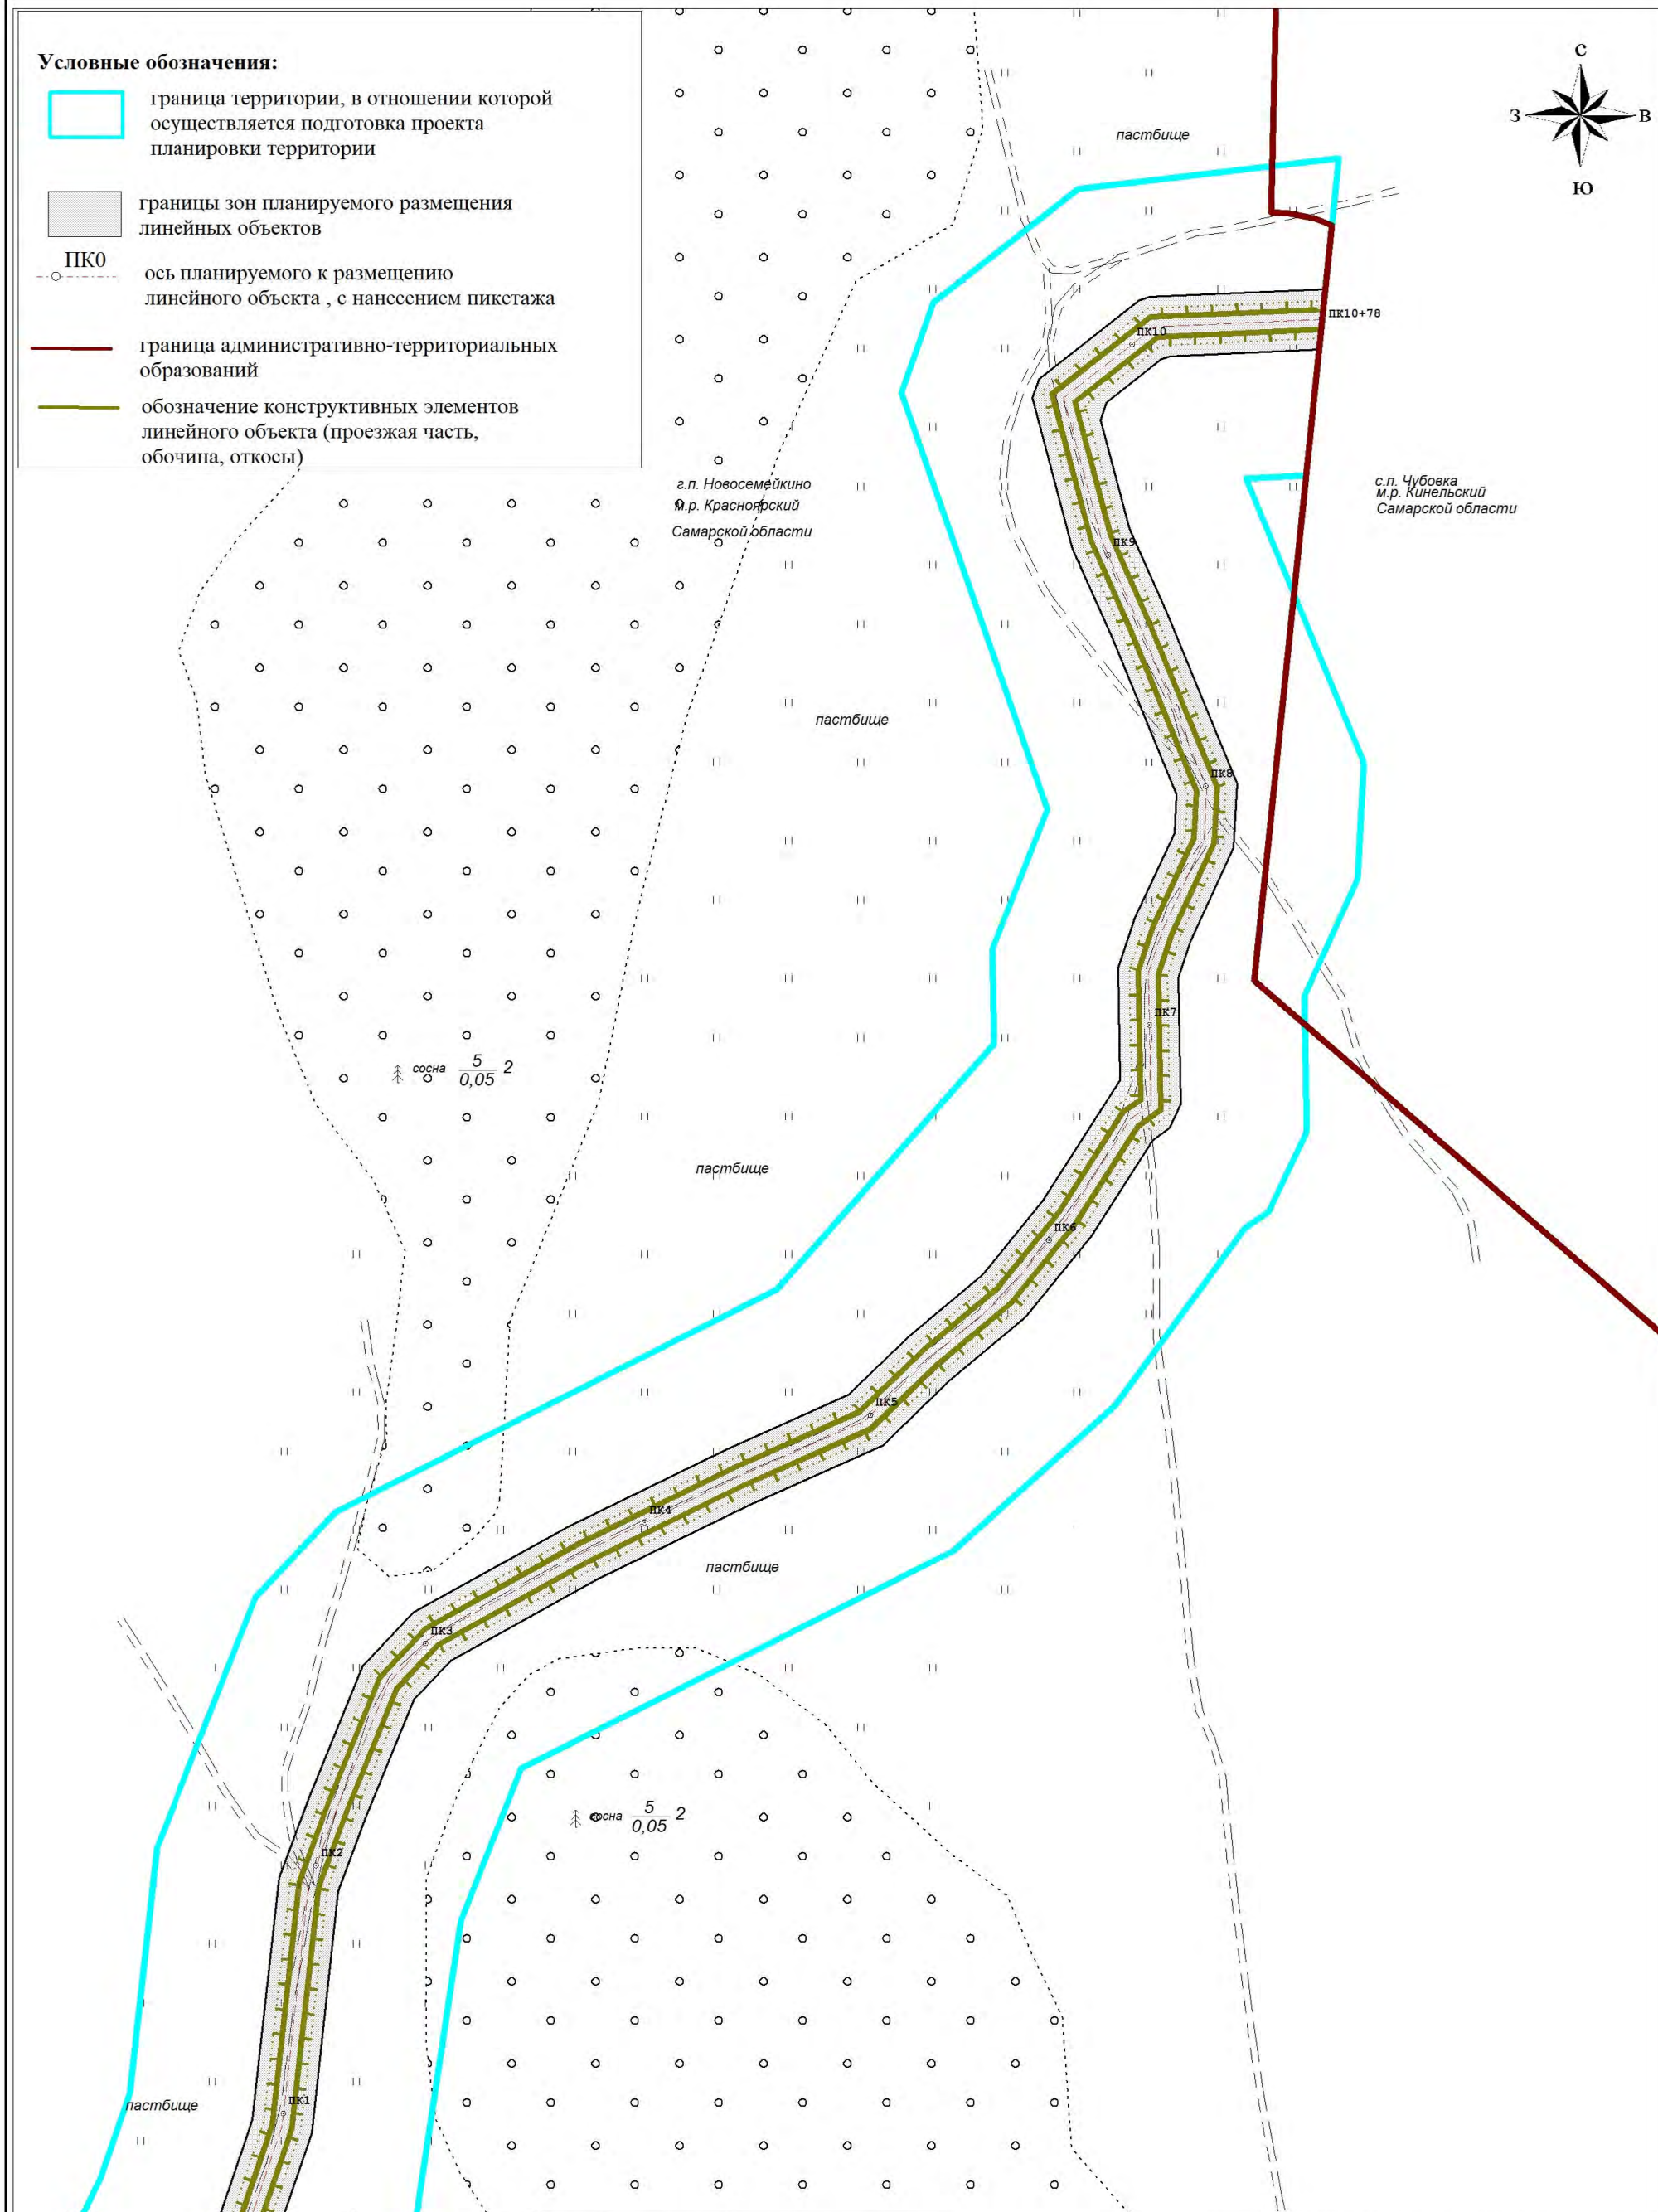 Условные обозначения:
граница территории, в отношении которой
осуществляется подготовка проекта
планировки территории
границы зон планируемого размещения
линейных объектов
ПК0
ось планируемого к размещению
линейного объекта , с нанесением пикетажа
граница административно-территориальных
образований
обозначение конструктивных элементов
линейного объекта (проезжая часть,
обочина, откосы)
С
З
В
Ю
пастбище
ПК10+78
ПК10
г.п. Новосемейкино
м.р. Красноярский
Самарской области
с.п. Чубовка
м.р. Кинельский
Самарской области
ПК9
пастбище
ПК8
ПК7
сосна 5 2
0,05
пастбище
ПК6
ПК5
ПК4
пастбище
ПК3
сосна 5 2
0,05
ПК2
ПК1
пастбище